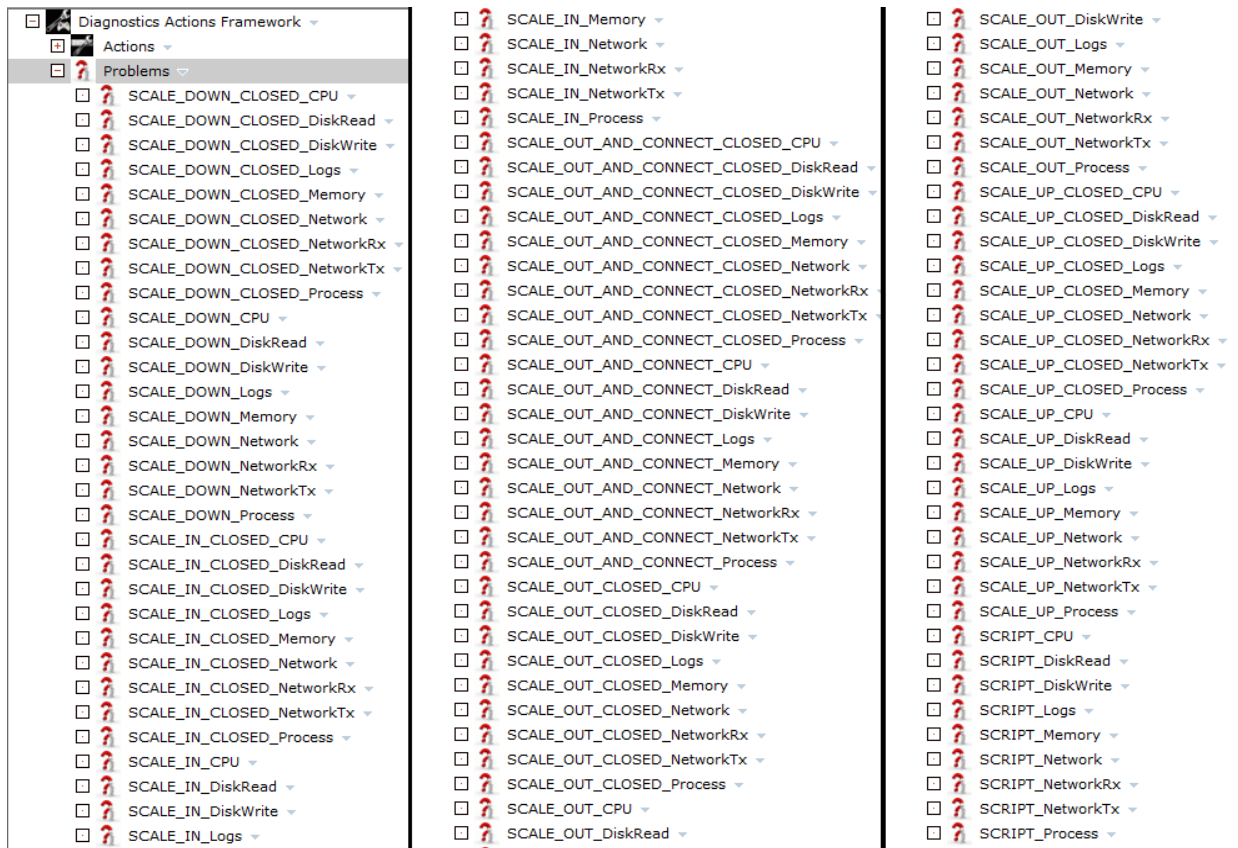 Diagnostics Actions Framework
Actions
Problems
SCALE_DOWN_CLOSED_CPU
SCALE_DOWN_CLOSED_DiskRead
SCALE_DOWN_CLOSED_DiskWrite
SCALE_DOWN_CLOSED_Logs
SCALE_DOWN_CLOSED_Memory
SCALE_DOWN_CLOSED_Network
SCALE_DOWN_CLOSED_NetworkRx
SCALE_DOWN_CLOSED_NetworkTx
SCALE_DOWN_CLOSED_Process
SCALE_DOWN_CPU
SCALE_DOWN_DiskRead
SCALE_DOWN_DiskWrite
SCALE_DOWN_Logs
SCALE_DOWN_Memory
SCALE_DOWN_Network
SCALE_DOWN_NetworkRx
SCALE_DOWN_NetworkTx
SCALE_DOWN_Process
SCALE_IN_CLOSED_CPU
SCALE_IN_CLOSED_DiskRead
SCALE_IN_CLOSED_DiskWrite
SCALE_IN_CLOSED_Logs
SCALE_IN_CLOSED_Memory
SCALE_IN_CLOSED_Network
SCALE_IN_CLOSED_NetworkRx
SCALE_IN_CLOSED_NetworkTx
SCALE_IN_CLOSED_Process
SCALE_IN_CPU
SCALE_IN_DiskRead
SCALE_IN_DiskWrite
SCALE_IN_Logs
SCALE_IN_Memory
SCALE_IN_Network
SCALE_IN_NetworkRx
SCALE_IN_NetworkTx
SCALE_IN_Process
SCALE_OUT_AND_CONNECT_CLOSED_CPU
SCALE_OUT_AND_CONNECT_CLOSED_DiskRead
SCALE_OUT_AND_CONNECT_CLOSED_DiskWrite
SCALE_OUT_AND_CONNECT_CLOSED_Logs
SCALE_OUT_AND_CONNECT_CLOSED_Memory
SCALE_OUT_AND_CONNECT_CLOSED_Network
SCALE_OUT_AND_CONNECT_CLOSED_NetworkRx
SCALE_OUT_AND_CONNECT_CLOSED_NetworkTx
SCALE_OUT_AND_CONNECT_CLOSED_Process
SCALE_OUT_AND_CONNECT_CPU
SCALE_OUT_AND_CONNECT_DiskRead
SCALE_OUT_AND_CONNECT_DiskWrite
SCALE_OUT_AND_CONNECT_Logs
SCALE_OUT_AND_CONNECT_Memory
SCALE_OUT_AND_CONNECT_Network
SCALE_OUT_AND_CONNECT_NetworkRx
SCALE_OUT_AND_CONNECT_NetworkTx
SCALE_OUT_AND_CONNECT_Process
SCALE_OUT_CLOSED_CPU
SCALE_OUT_CLOSED_DiskRead
SCALE_OUT_CLOSED_DiskWrite
SCALE_OUT_CLOSED_Logs
SCALE_OUT_CLOSED_Memory
SCALE_OUT_CLOSED_Network
SCALE_OUT_CLOSED_NetworkRx
SCALE_OUT_CLOSED_NetworkTx
SCALE_OUT_CLOSED_Process
SCALE_OUT_CPU
SCALE_OUT_DiskRead
SCALE_OUT_DiskWrite
SCALE_OUT_Logs
SCALE_OUT_Memory
SCALE_OUT_Network
SCALE_OUT_NetworkRx
SCALE_OUT_NetworkTx
SCALE_OUT_Process
SCALE_UP_CLOSED_CPU
SCALE_UP_CLOSED_DiskRead
SCALE_UP_CLOSED_DiskWrite
SCALE_UP_CLOSED_Logs
SCALE_UP_CLOSED_Memory
SCALE_UP_CLOSED_Network
SCALE_UP_CLOSED_NetworkRx
SCALE_UP_CLOSED_NetworkTx
SCALE_UP_CLOSED_Process
SCALE_UP_CPU
SCALE_UP_DiskRead
SCALE_UP_DiskWrite
SCALE_UP_Logs
SCALE_UP_Memory
SCALE_UP_Network
SCALE_UP_NetworkRx
SCALE_UP_NetworkTx
SCALE_UP_Process
SCRIPT_CPU
SCRIPT_DiskRead
SCRIPT_DiskWrite
SCRIPT_Logs
SCRIPT_Memory
SCRIPT_Network
SCRIPT_NetworkRx
SCRIPT_NetworkTx
SCRIPT_Process